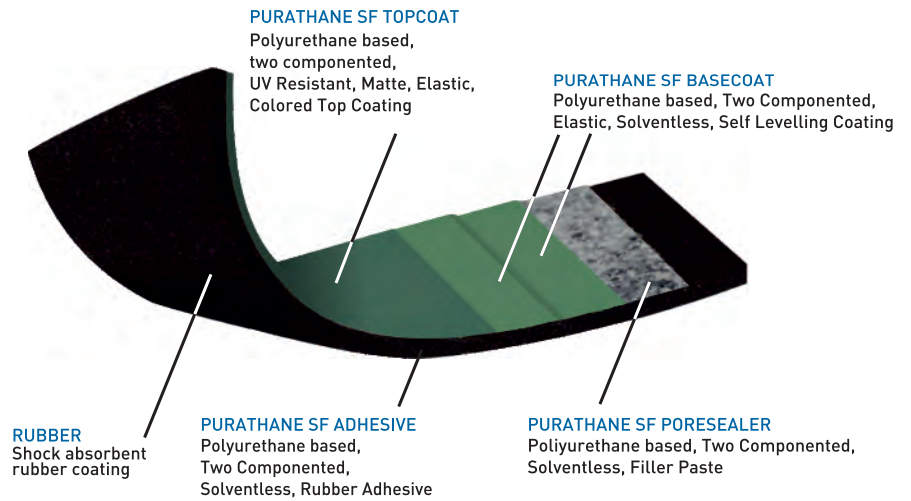 PURATHANE SF TOPCOAT
Polyurethane based,
two componented,
UV Resistant, Matte, Elastic,
Colored Top Coating
PURATHANE SF BASECOAT
Polyurethane based, Two Componented,
Elastic, Solventless, Self Levelling Coating
RUBBER
Shock absorbent
rubber coating
PURATHANE SF ADHESIVE
Polyurethane based,
Two Componented,
Solventless, Rubber Adhesive
PURATHANE SF PORESEALER
Poliyurethane based, Two Componented,
Solventless, Filler Paste